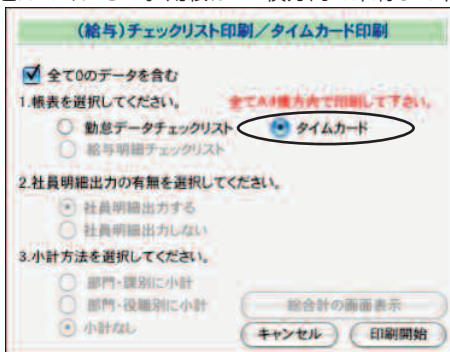 (給与)チェックリスト印刷／タイムカード印刷
全て0のデータを含む
1.帳表を選択してください。 全てA4横方向で印刷して下さい。
勤怠データチェックリスト タイムカード
給与明細チェックリスト
2.社員明細出力の有無を選択してください。
社員明細出力する
社員明細出力しない
3.小計方法を選択してください。
部門・課別に小計
部門・役職別に小計 総合計の画面表示
小計なし キャンセル 印刷開始